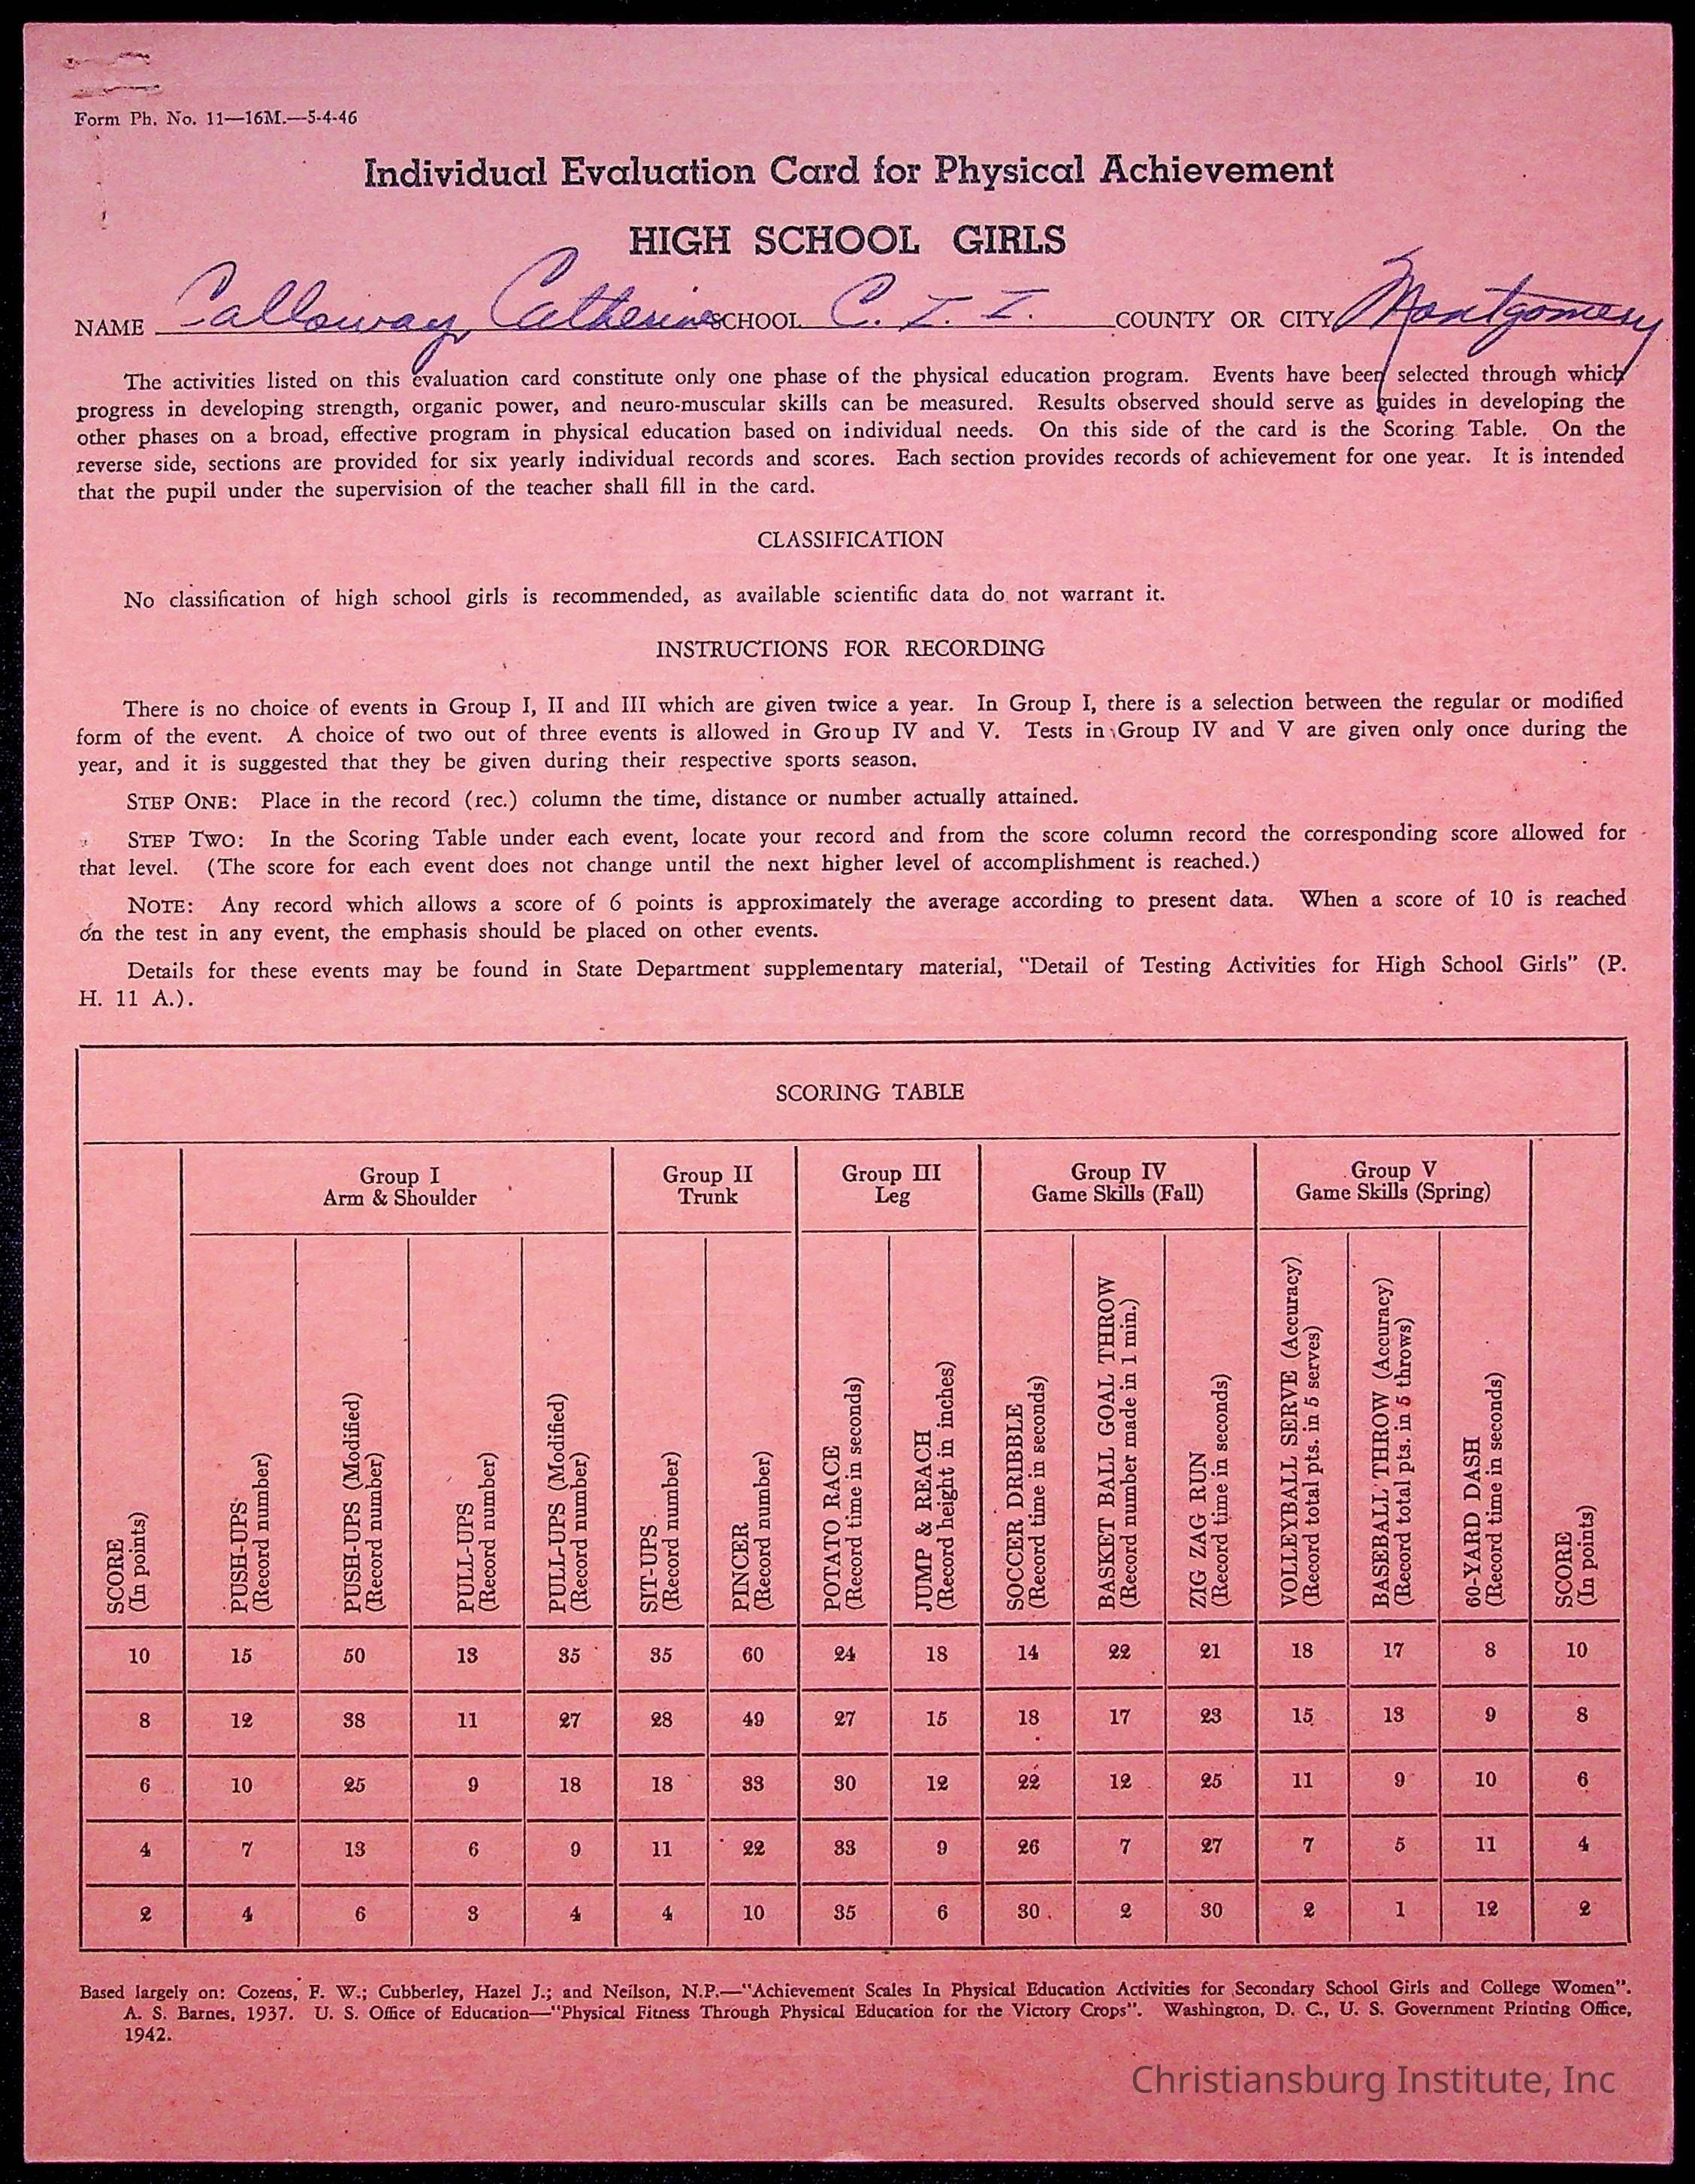 Form Ph. No. 11—16M.—5-4-46
Individual Evaluation Card for Physical Achievement
HIGH SCHOOL GIRLS
NAME Calloway, Catherine SCHOOL C. I. I. COUNTY OR CITY Montgomery
The activities listed on this evaluation card constitute only one phase of the physical education program. Events have been selected through which
progress in developing strength, organic power, and neuro-muscular skills can be measured. Results observed should serve as guides in developing the
other phases on a broad, effective program in physical education based on individual needs. On this side of the card is the Scoring Table. On the
reverse side, sections are provided for six yearly individual records and scores. Each section provides records of achievement for one year. It is intended
that the pupil under the supervision of the teacher shall fill in the card.
CLASSIFICATION
No classification of high school girls is recommended, as available scientific data do not warrant it.
INSTRUCTIONS FOR RECORDING
There is no choice of events in Group I, II and III which are given twice a year. In Group I, there is a selection between the regular or modified
form of the event. A choice of two out of three events is allowed in Group IV and V. Tests in Group IV and V are given only once during the
year, and it is suggested that they be given during their respective sports season.
STEP ONE: Place in the record (rec.) column the time, distance or number actually attained.
STEP TWO: In the Scoring Table under each event, locate your record and from the score column record the corresponding score allowed for
that level. (The score for each event does not change until the next higher level of accomplishment is reached.)
NOTE: Any record which allows a score of 6 points is approximately the average according to present data. When a score of 10 is reached
on the test in any event, the emphasis should be placed on other events.
Details for these events may be found in State Department supplementary material, "Detail of Testing Activities for High School Girls" (P.
H. 11 A.).
SCORING TABLE
Group I Group II Group III Group IV Group V
Arm & Shoulder Trunk Leg Game Skills (Fall) Game Skills (Spring)
SCORE
(In points)
PUSH-UPS
(Record number)
PUSH-UPS (Modified)
(Record number)
PULL-UPS
(Record number)
PULL-UPS (Modified)
(Record number)
SIT-UPS
(Record number)
PINCER
(Record number)
POTATO RACE
(Record time in seconds)
JUMP & REACH
(Record height in inches)
SOCCER DRIBBLE
(Record time in seconds)
BASKET BALL GOAL THROW
(Record number made in 1 min.)
ZIG ZAG RUN
(Record time in seconds)
VOLLEYBALL SERVE (Accuracy)
(Record total pts. in 5 serves)
BASEBALL THROW (Accuracy)
(Record total pts. in 5 throws)
60-YARD DASH
(Record time in seconds)
SCORE
(In points)
10 15 50 13 35 35 60 24 18 14 22 21 18 17 8 10
8 12 38 11 27 28 49 27 15 18 17 23 15 13 9 8
6 10 25 9 18 18 33 30 12 22 12 25 11 9 10 6
4 7 13 6 9 11 22 33 9 26 7 27 7 5 11 4
2 4 6 3 4 4 10 35 6 30 2 30 2 1 12 2
Based largely on: Cozens, F. W.; Cubberley, Hazel J.; and Neilson, N.P.—"Achievement Scales In Physical Education Activities for Secondary School Girls and College Women".
A. S. Barnes, 1937. U. S. Office of Education—"Physical Fitness Through Physical Education for the Victory Crops". Washington, D. C., U. S. Government Printing Office,
1942.
Christiansburg Institute, Inc